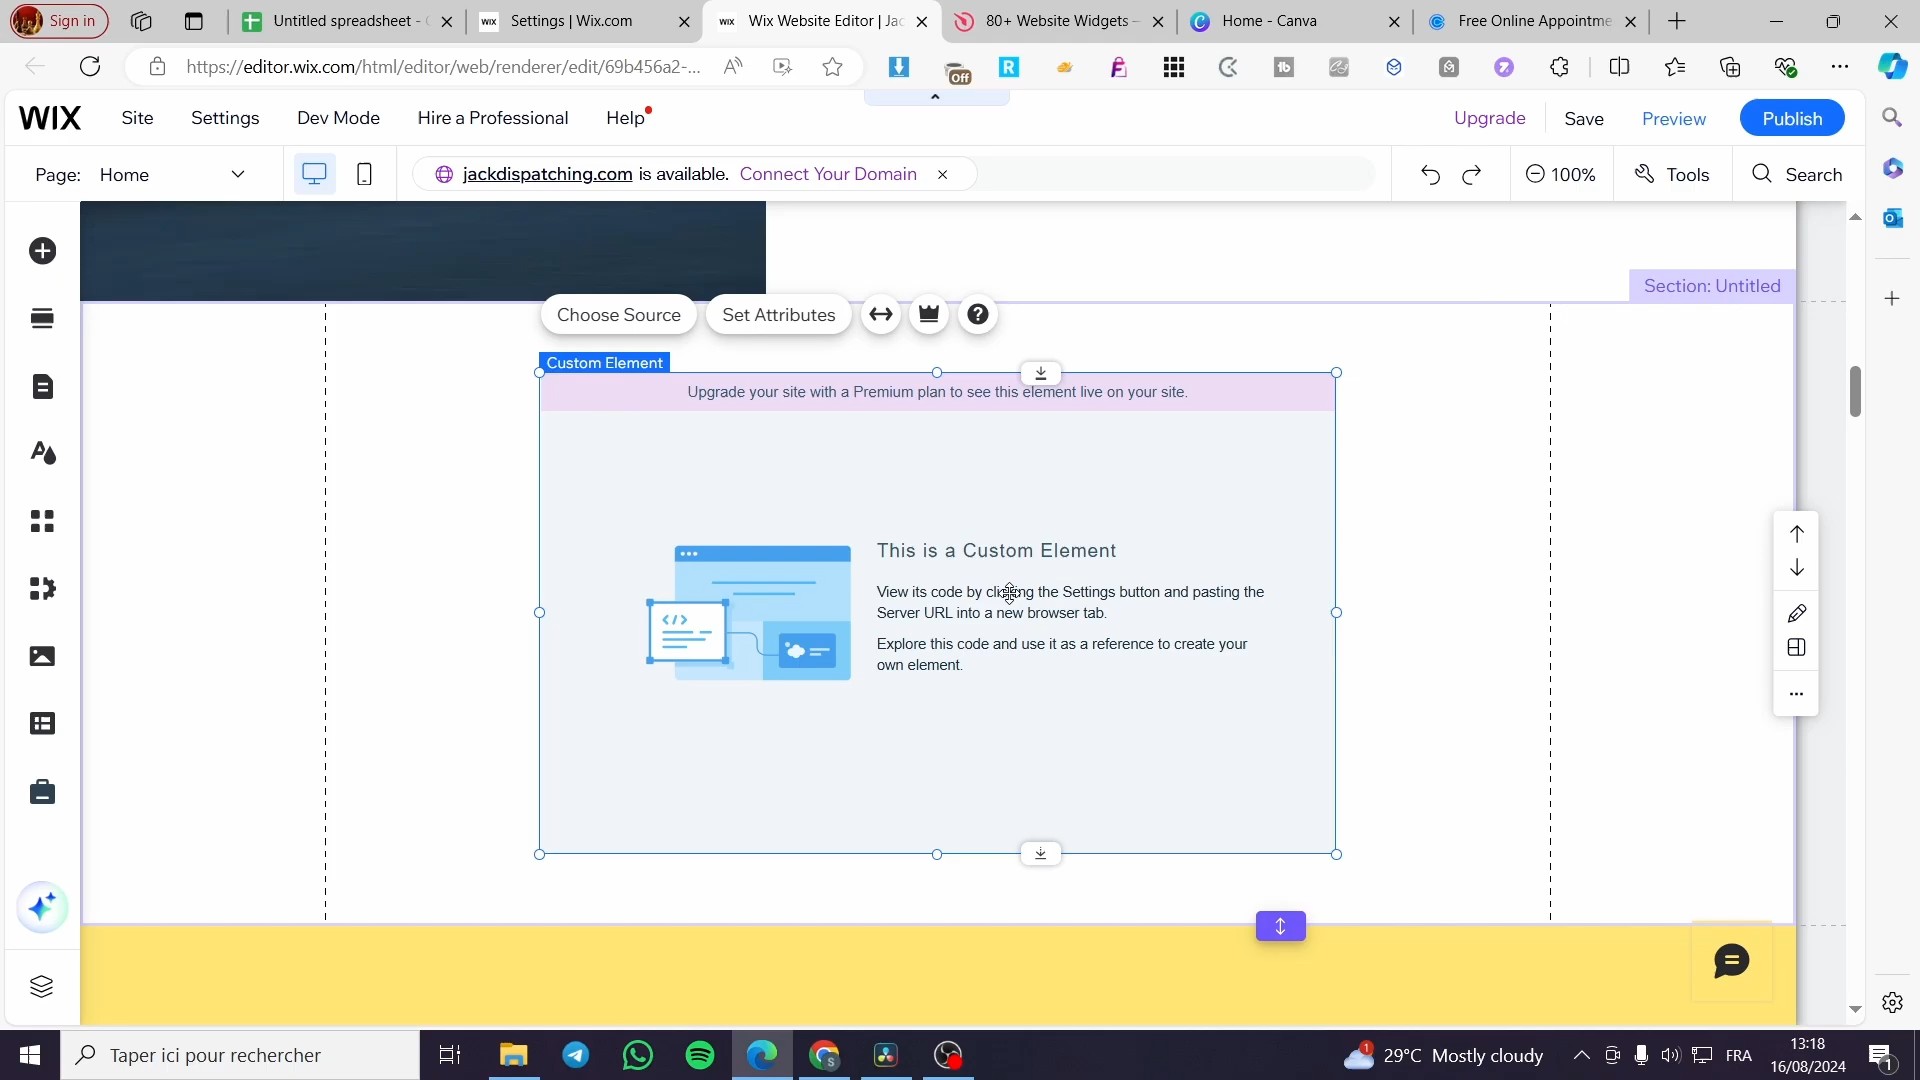 Sign in
Untitled spreadsheet - G
Settings | Wix.com
Wix Website Editor | Jac
80+ Website Widgets –
Home - Canva
Free Online Appointme
https://editor.wix.com/html/editor/web/renderer/edit/69b456a2-...
Off
WIX
Site
Settings
Dev Mode
Hire a Professional
Help
Upgrade
Save
Preview
Publish
Page: Home
jackdispatching.com is available. Connect Your Domain
100%
Tools
Search
Section: Untitled
Choose Source
Set Attributes
Custom Element
Upgrade your site with a Premium plan to see this element live on your site.
This is a Custom Element
View its code by clicking the Settings button and pasting the
Server URL into a new browser tab.
Explore this code and use it as a reference to create your
own element.
Taper ici pour rechercher
1
29°C Mostly cloudy
FRA
13:18
16/08/2024
1